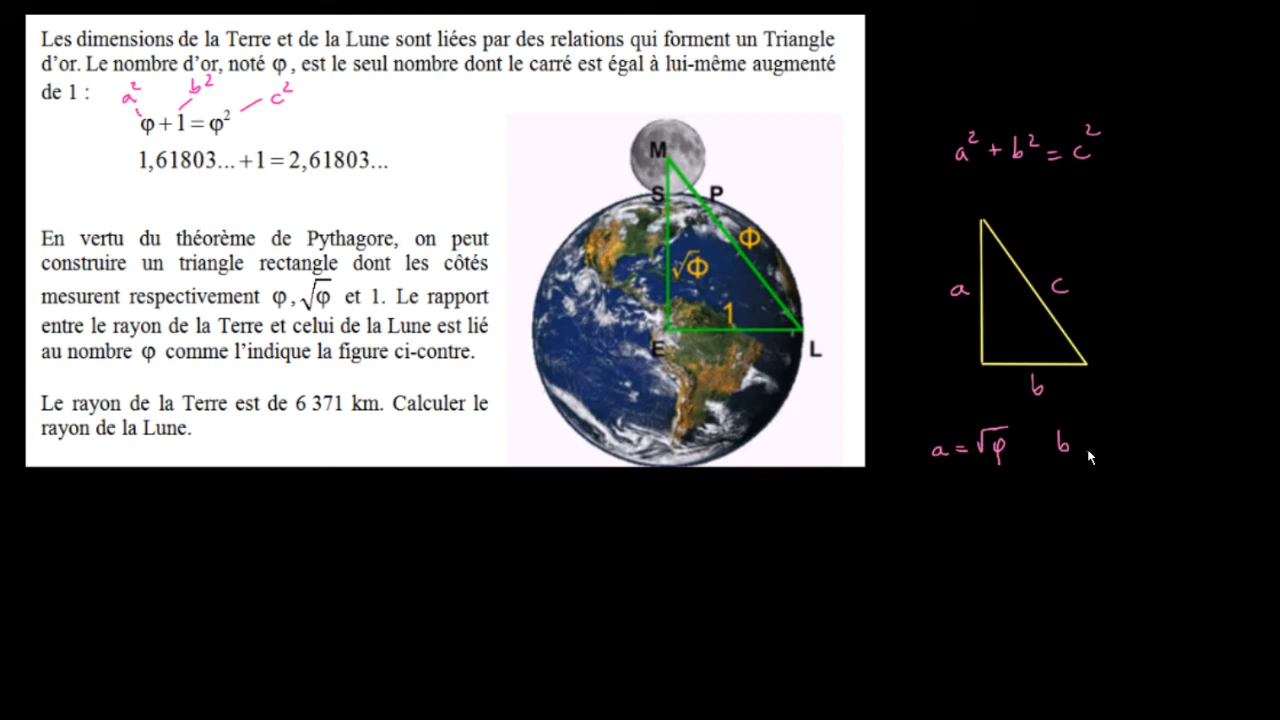 Les dimensions de la Terre et de la Lune sont liées par des relations qui forment un Triangle
d’or. Le nombre d’or, noté φ, est le seul nombre dont le carré est égal à lui-même augmenté
de 1 :
a² b² c²
φ + 1 = φ²
1,61803... + 1 = 2,61803...
En vertu du théorème de Pythagore, on peut
construire un triangle rectangle dont les côtés
mesurent respectivement φ, √φ et 1. Le rapport
entre le rayon de la Terre et celui de la Lune est lié
au nombre φ comme l’indique la figure ci-contre.
Le rayon de la Terre est de 6 371 km. Calculer le
rayon de la Lune.
M
S P
Φ
√Φ
1
E L
a² + b² = c²
a c
b
a = √φ b